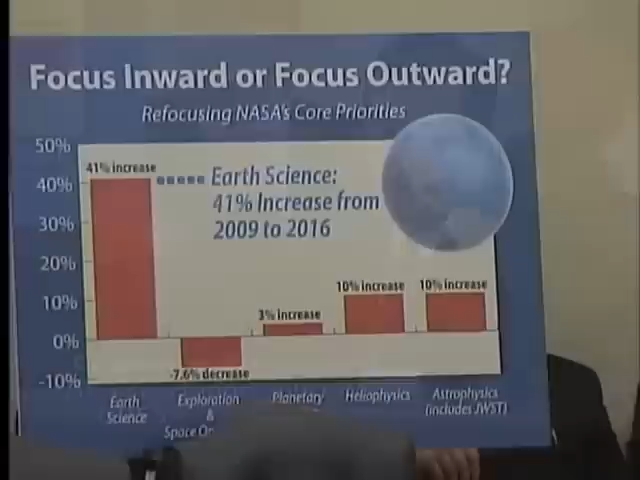 Focus Inward or Focus Outward?
Refocusing NASA's Core Priorities
50%
40%
30%
20%
10%
0%
-10%
41% increase
Earth Science:
41% Increase from
2009 to 2016
-7.6% decrease
3% increase
10% increase
10% increase
Earth
Science
Exploration
&
Space
Planetary
Heliophysics
Astrophysics
(includes JWST)